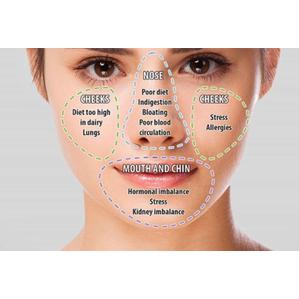 NOSE
Poor diet
Indigestion
Bloating
Poor blood
circulation
CHEEKS
Diet too high
in dairy
Lungs
CHEEKS
Stress
Allergies
MOUTH AND CHIN
Hormonal imbalance
Stress
Kidney imbalance